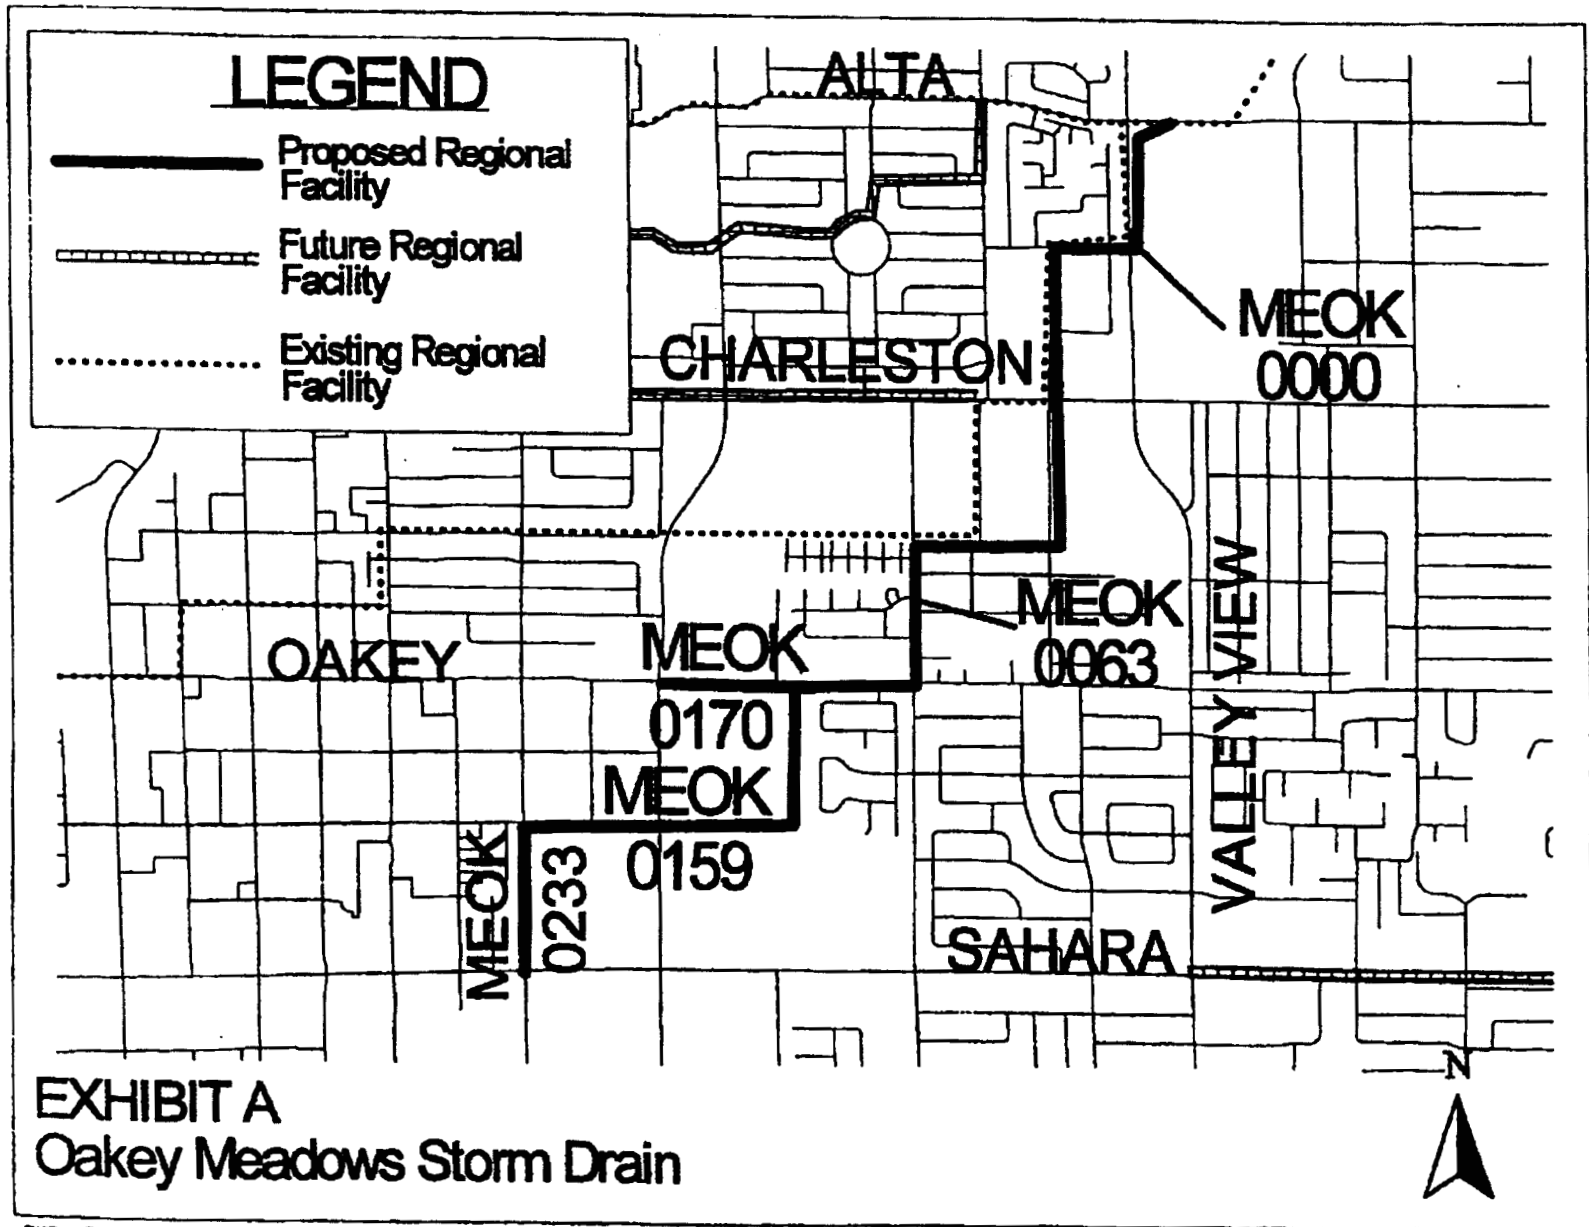 LEGEND
Proposed Regional
Facility
Future Regional
Facility
Existing Regional
Facility
ALTA
MEOK
0000
CHARLESTON
MEOK
0063
VALLEY VIEW
OAKEY
MEOK
0170
MEOK
0159
MEOK
0233
SAHARA
N
EXHIBIT A
Oakey Meadows Storm Drain